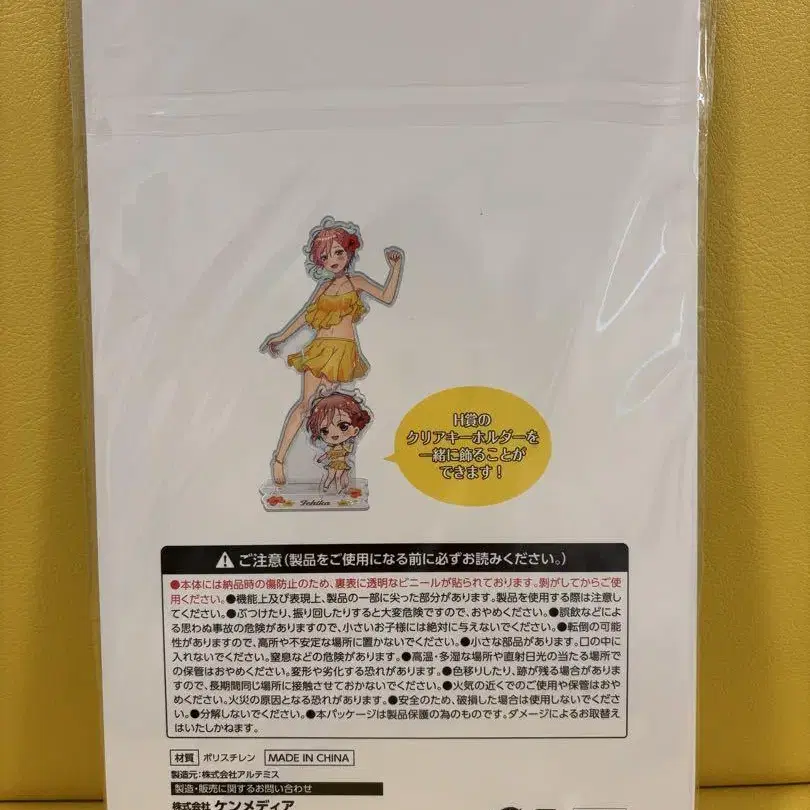 H賞の
クリアキーホルダーを
一緒に飾ることが
できます！
Ichika
ご注意(製品をご使用になる前に必ずお読みください。)
●本体には納品時の傷防止のため、裏表に透明なビニールが貼られております。剝がしてからご使
用ください。●機能上及び表現上、製品の一部に尖った部分があります。製品を使用する際は注意し
てください。●ぶつけたり、振り回したりすると大変危険ですので、おやめください。●誤飲などによ
る思わぬ事故の危険がありますので、小さいお子様には絶対に与えないでください。●転倒の可能
性がありますので、高所や不安定な場所に置かないでください。●小さな部品があります。口の中
に入れないでください。窒息などの危険があります。●高温・多湿な場所や直射日光の当たる場所で
の保管はおやめください。変形や劣化する恐れがあります。●色移りしたり、跡が残る場合がありま
すので、長期間同じ場所に接触させておかないでください。●火気の近くでのご使用や保管はおや
めください。火災の原因となる恐れがあります。●安全のため、破損した場合は使用しないでくださ
い。●分解しないでください。●本パッケージは製品保護の為のものです。ダメージによるお取替え
はいたしかねます。
材質 ポリスチレン MADE IN CHINA
製造元:株式会社アルテミス
製造・販売に関するお問い合わせ
株式会社 ケンメディア